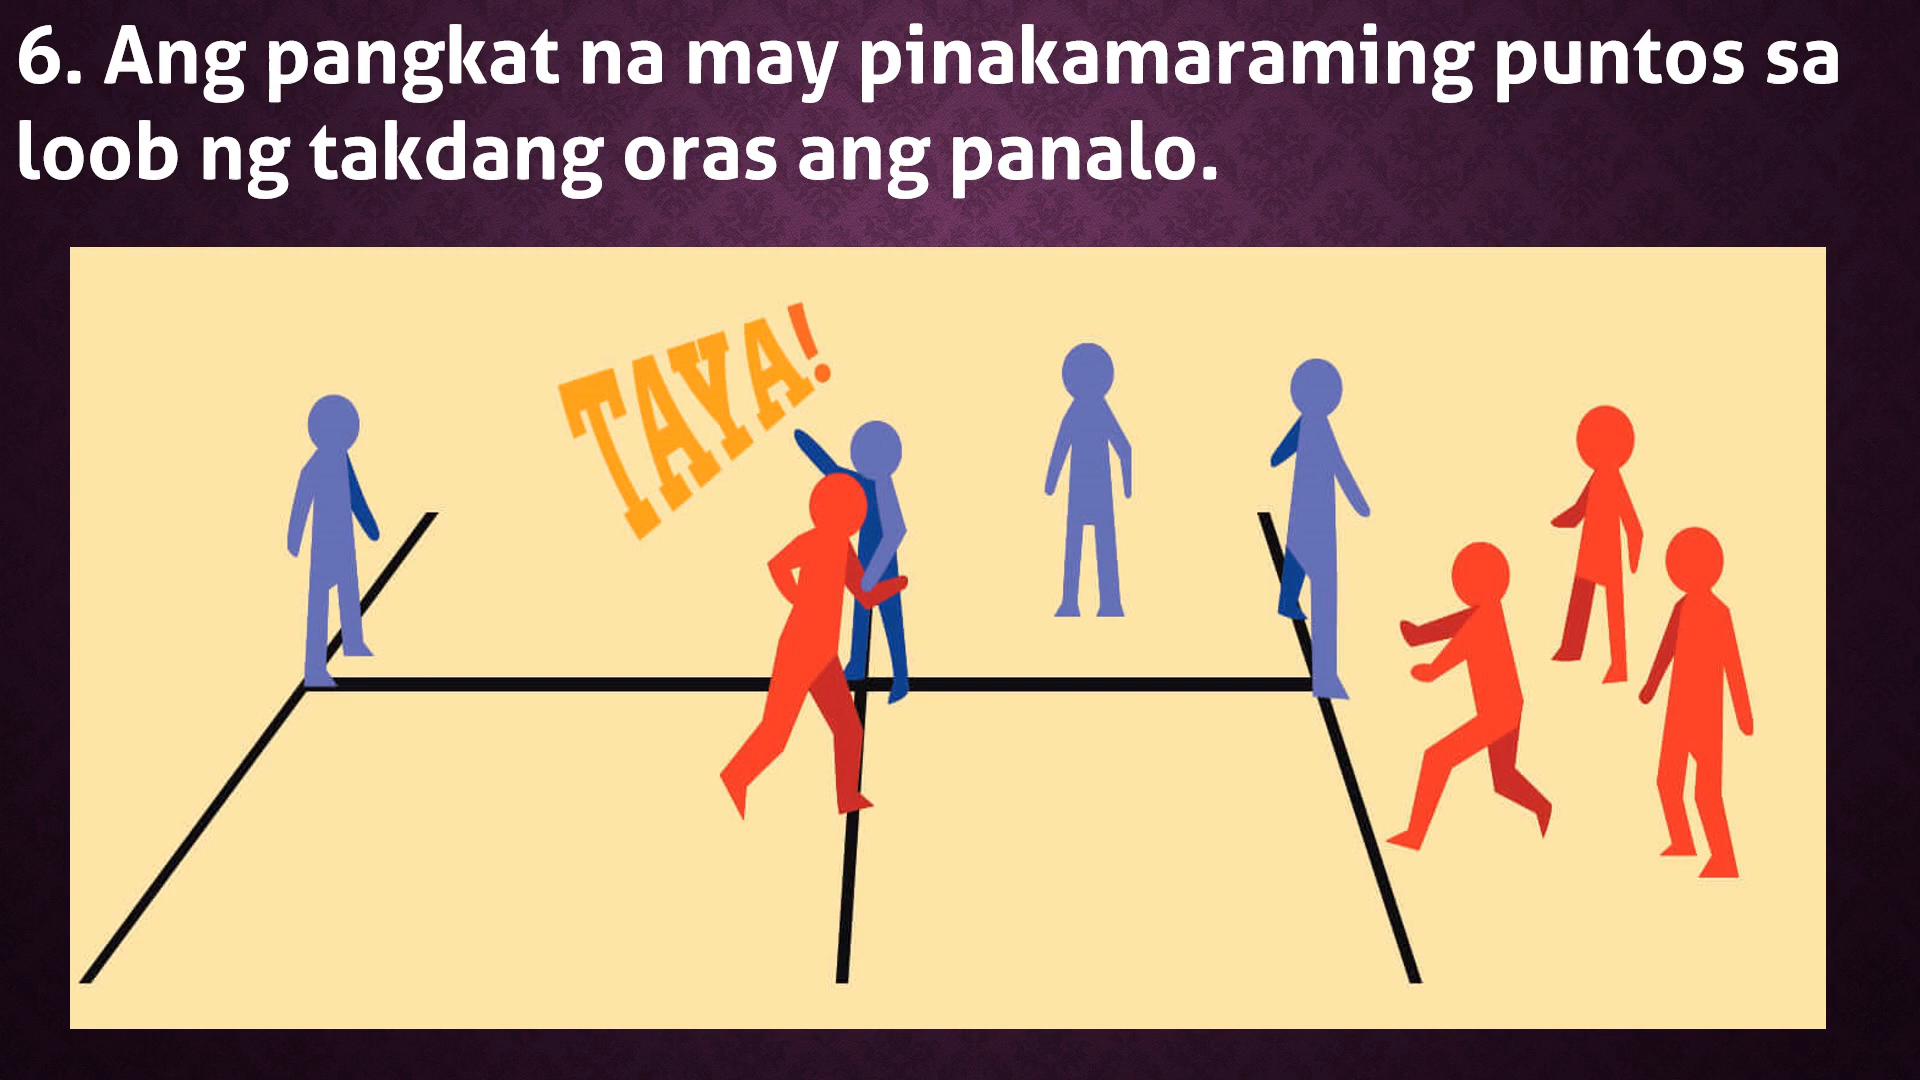 6. Ang pangkat na may pinakamaraming puntos sa
loob ng takdang oras ang panalo.
TAYA!